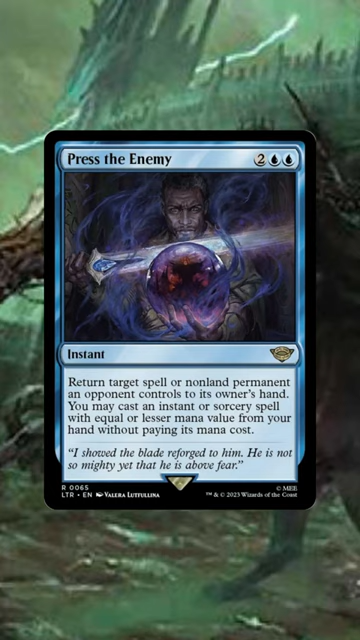 Press the Enemy 2
Instant
Return target spell or nonland permanent
an opponent controls to its owner's hand.
You may cast an instant or sorcery spell
with equal or lesser mana value from your
hand without paying its mana cost.
“I showed the blade reforged to him. He is not
so mighty yet that he is above fear.”
R 0065 © MEE
LTR • EN VALERA LUTFULLINA ™ & © 2023 Wizards of the Coast